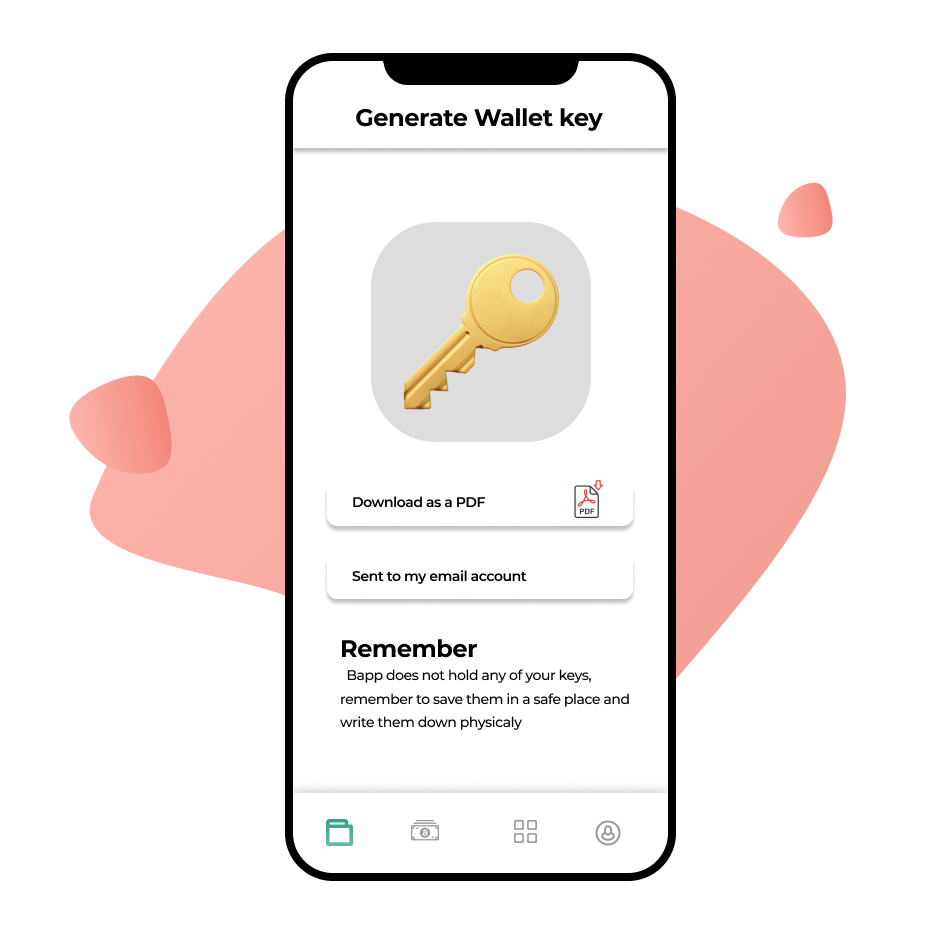 Generate Wallet key
Download as a PDF
PDF
Sent to my email account
Remember
Bapp does not hold any of your keys,
remember to save them in a safe place and
write them down physicaly